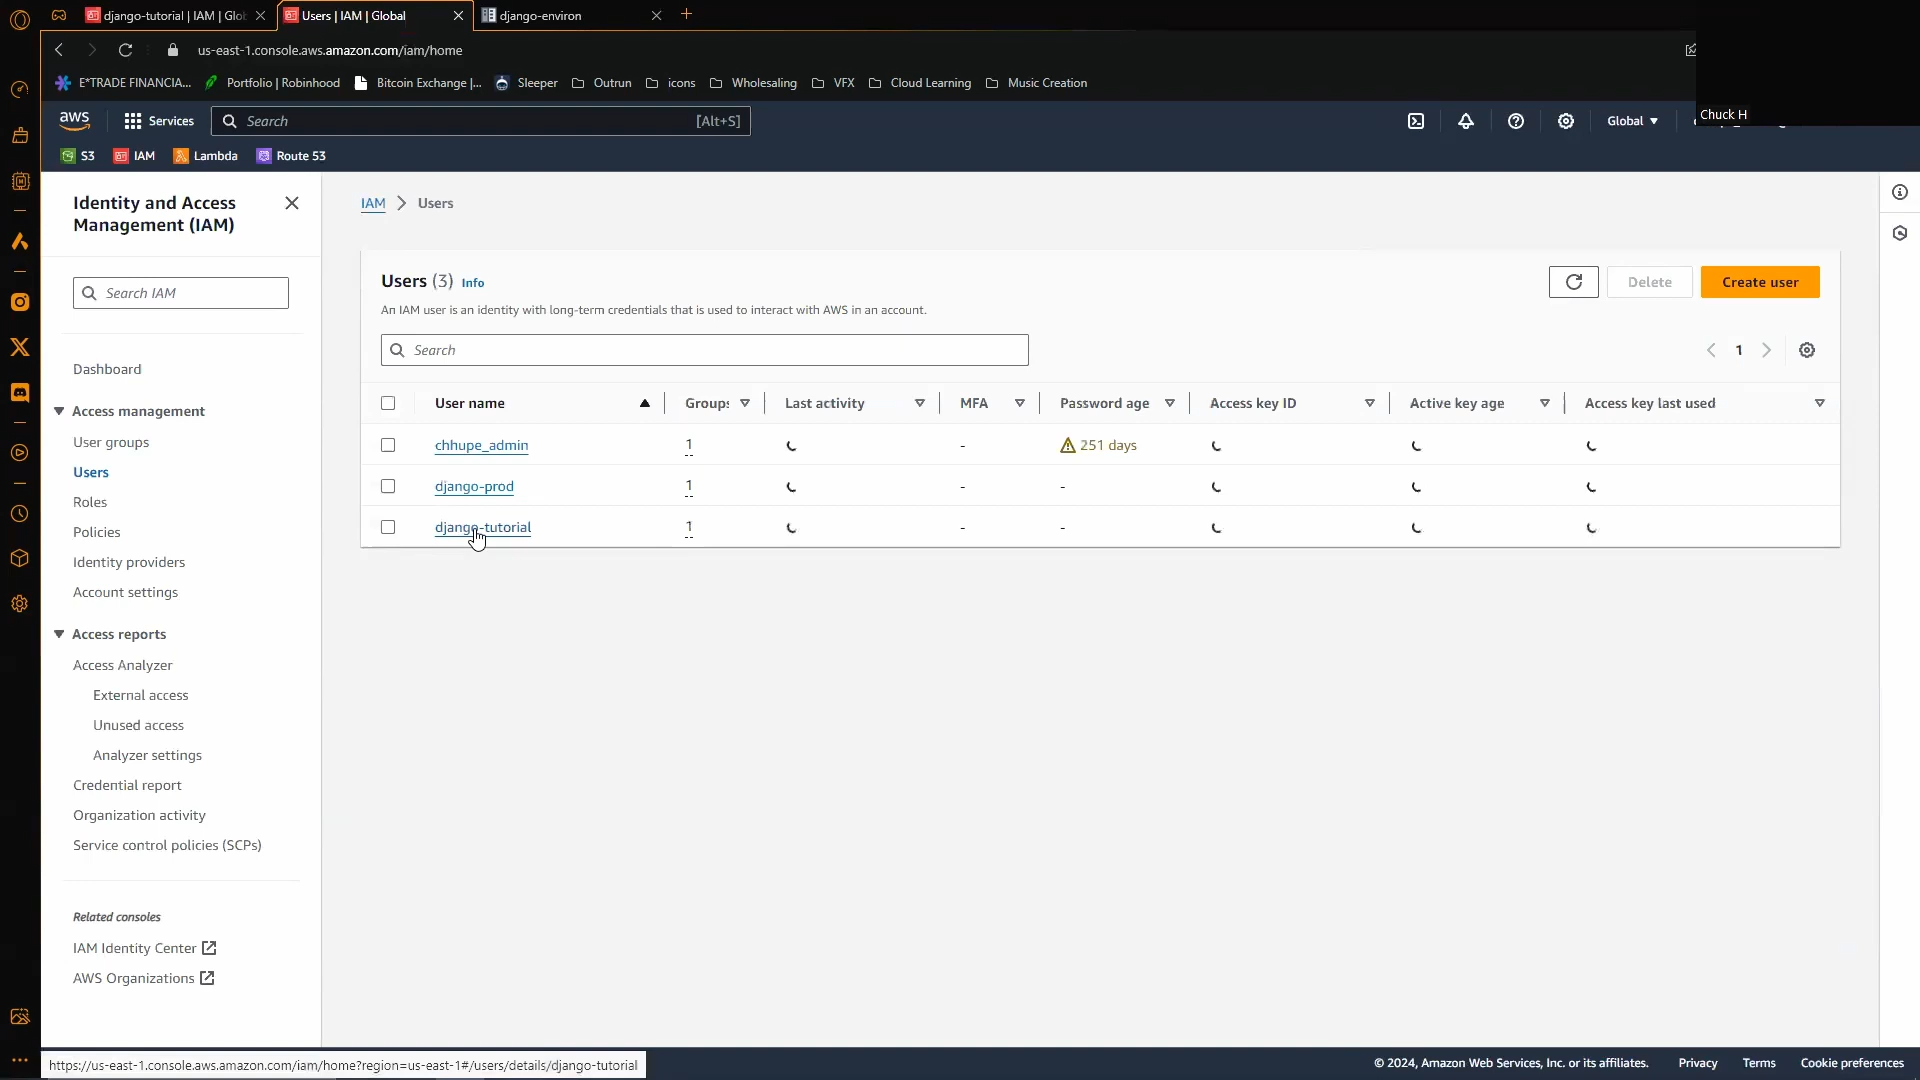 django-tutorial | IAM | Glob
Users | IAM | Global
django-environ
us-east-1.console.aws.amazon.com/iam/home
E*TRADE FINANCIA...
Portfolio | Robinhood
Bitcoin Exchange |...
Sleeper
Outrun
icons
Wholesaling
VFX
Cloud Learning
Music Creation
Chuck H
aws
Services
Search
[Alt+S]
Global
S3
IAM
Lambda
Route 53
Identity and Access
Management (IAM)
Search IAM
Dashboard
Access management
User groups
Users
Roles
Policies
Identity providers
Account settings
Access reports
Access Analyzer
External access
Unused access
Analyzer settings
Credential report
Organization activity
Service control policies (SCPs)
Related consoles
IAM Identity Center
AWS Organizations
IAM > Users
Users (3) Info
Delete
Create user
An IAM user is an identity with long-term credentials that is used to interact with AWS in an account.
Search
1
User name Groups Last activity MFA Password age Access key ID Active key age Access key last used
chhupe_admin 1 - 251 days
django-prod 1 - -
django-tutorial 1 - -
https://us-east-1.console.aws.amazon.com/iam/home?region=us-east-1#/users/details/django-tutorial
© 2024, Amazon Web Services, Inc. or its affiliates. Privacy Terms Cookie preferences